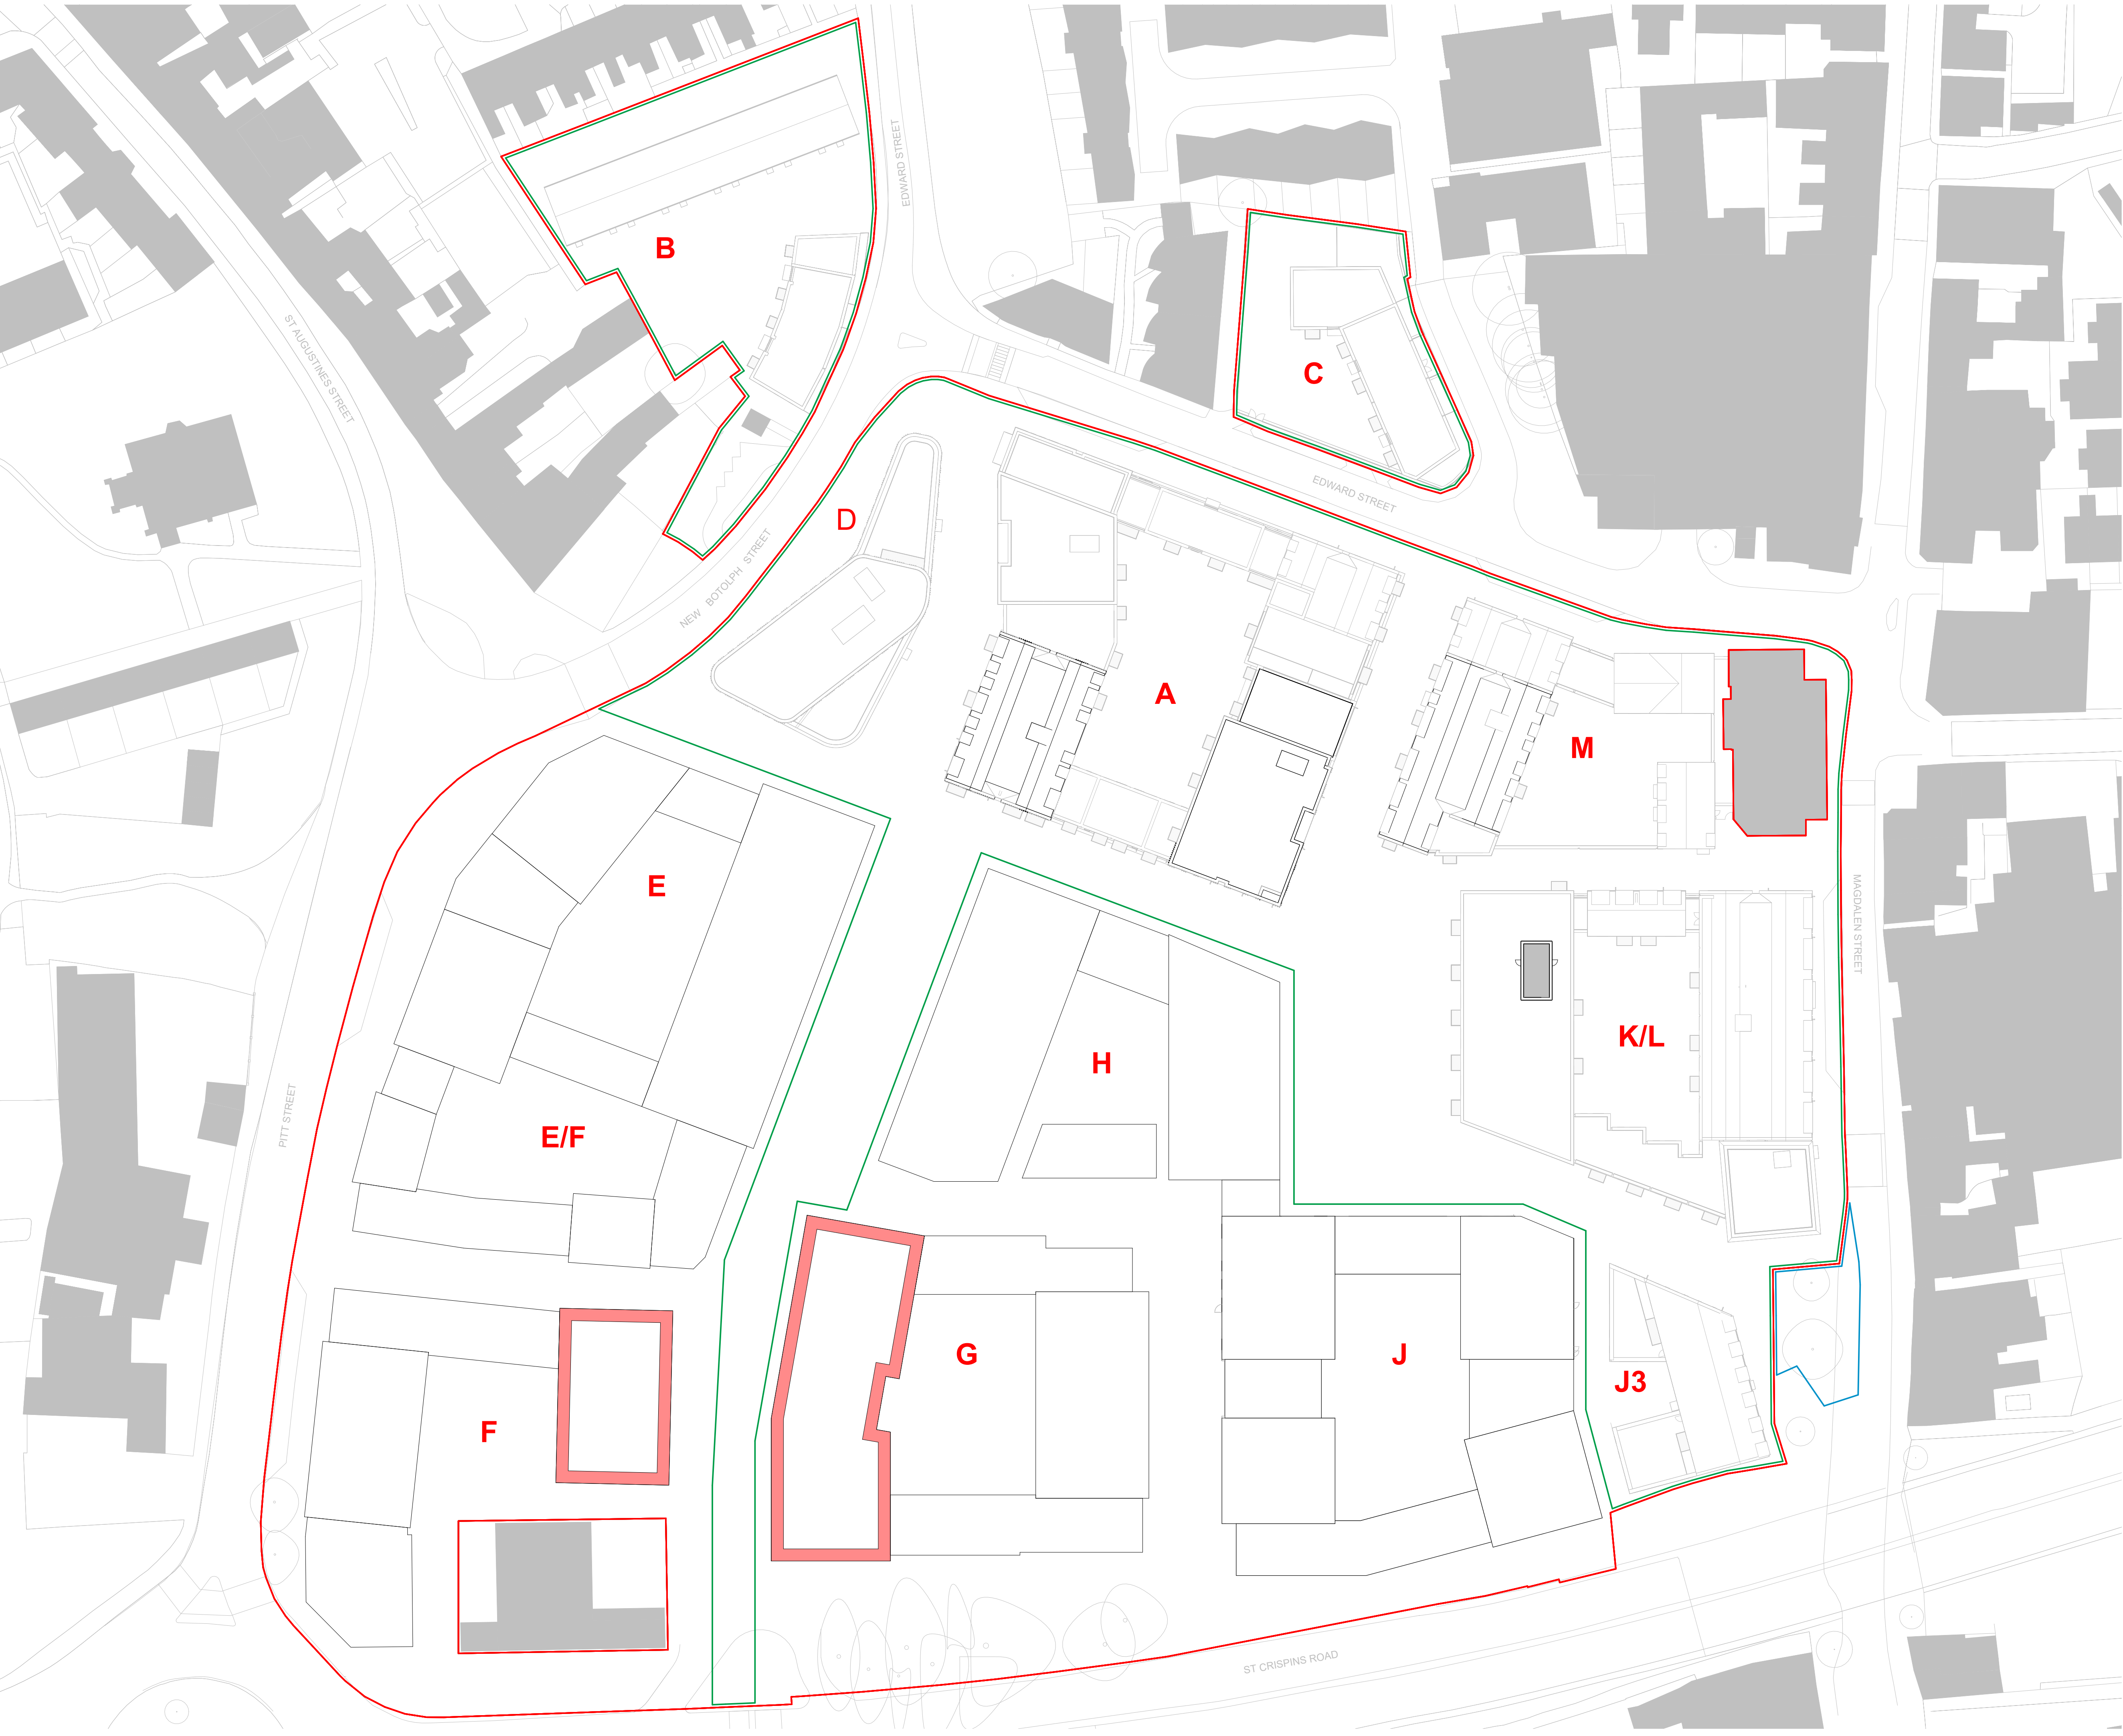 EDWARD STREET
B
ST AUGUSTINES STREET
C
EDWARD STREET
D
NEW BOTOLPH STREET
A
M
E
MAGDALEN STREET
K/L
H
PITT STREET
E/F
G
J
J3
F
ST CRISPINS ROAD